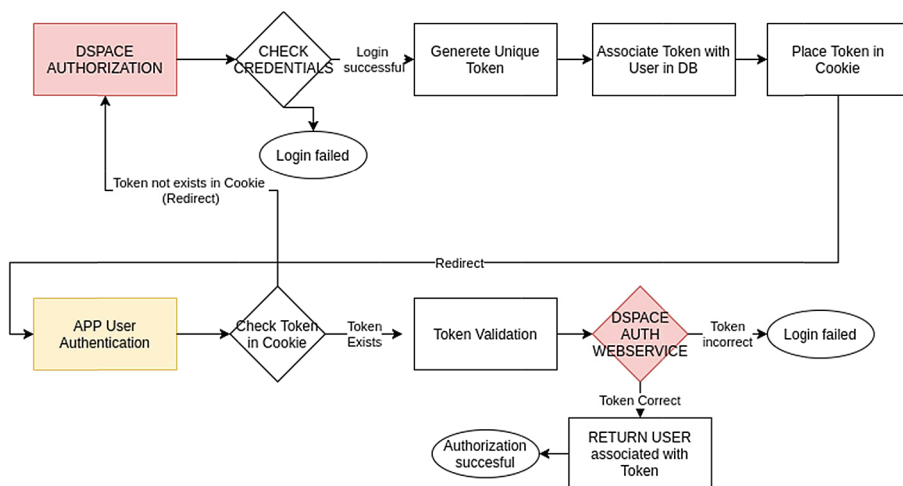 DSPACE
AUTHORIZATION
CHECK
CREDENTIALS
Login
successful
Generete Unique
Token
Associate Token with
User in DB
Place Token in
Cookie
Login failed
Token not exists in Cookie
(Redirect)
Redirect
APP User
Authentication
Check Token
in Cookie
Token
Exists
Token Validation
DSPACE
AUTH
WEBSERVICE
Token
incorrect
Login failed
Token Correct
RETURN USER
associated with
Token
Authorization
succesful